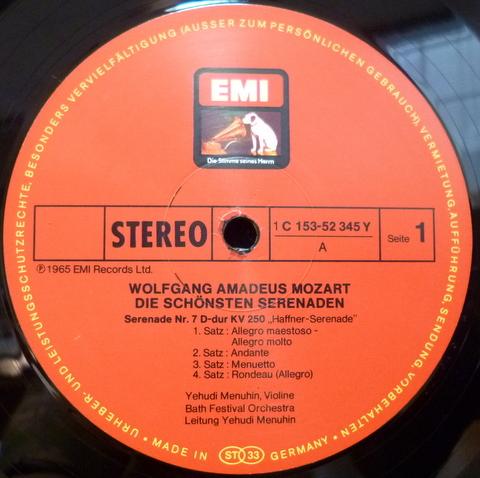 URHEBER- UND LEISTUNGSSCHUTZRECHTE, BESONDERS VERVIELFÄLTIGUNG (AUSSER ZUM PERSÖNLICHEN GEBRAUCH), VERMIETUNG, AUFFÜHRUNG, SENDUNG, VORBEHALTEN
EMI
Die Stimme seines Herrn
STEREO
1 C 153-52 345 Y
A
Seite 1
℗ 1965 EMI Records Ltd.
WOLFGANG AMADEUS MOZART
DIE SCHÖNSTEN SERENADEN
Serenade Nr. 7 D-dur KV 250 „Haffner-Serenade"
1. Satz: Allegro maestoso -
Allegro molto
2. Satz: Andante
3. Satz: Menuetto
4. Satz: Rondeau (Allegro)
Yehudi Menuhin, Violine
Bath Festival Orchestra
Leitung Yehudi Menuhin
• MADE IN ST 33 GERMANY •